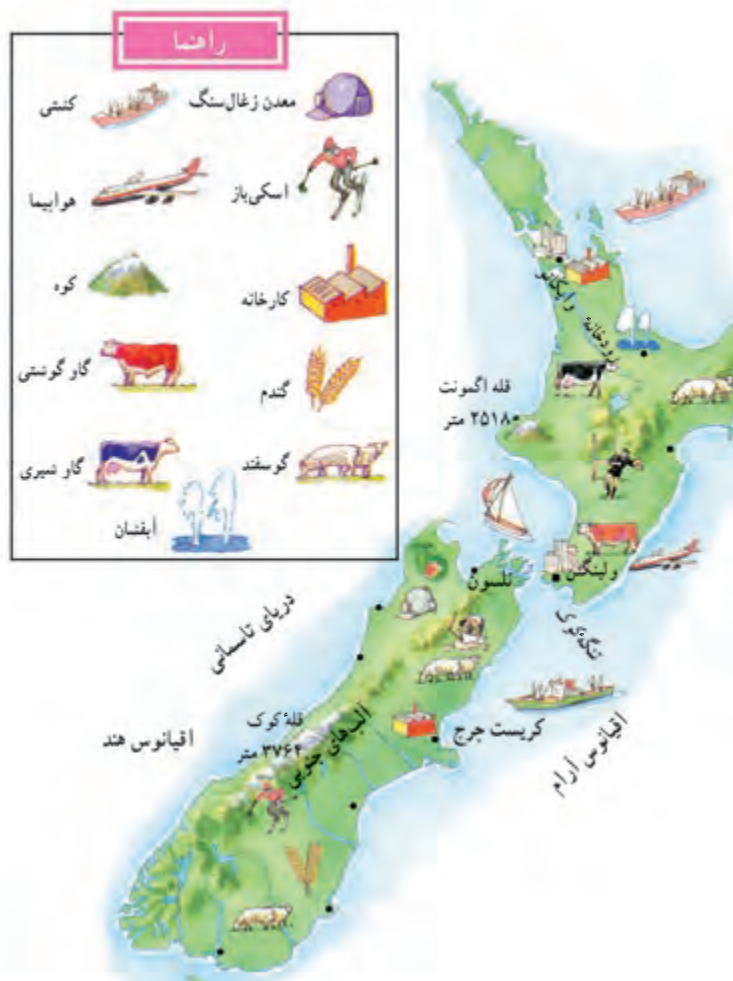 راهنما
معدن زغال‌سنگ
کشتی
اسکی‌باز
هواپیما
کارخانه
کوه
گندم
گاو گوشتی
گوسفند
گاو شیری
آبفشان
وایکاتو
رودخانهٔ
قله اگمونت
۲۵۱۸ متر
ولینگتن
نلسون
تنگهٔ کوک
دریای تاسمانی
قلهٔ کوک
۳۷۶۴ متر
آلپ‌های جنوبی
کریست چرچ
اقیانوس هند
اقیانوس آرام